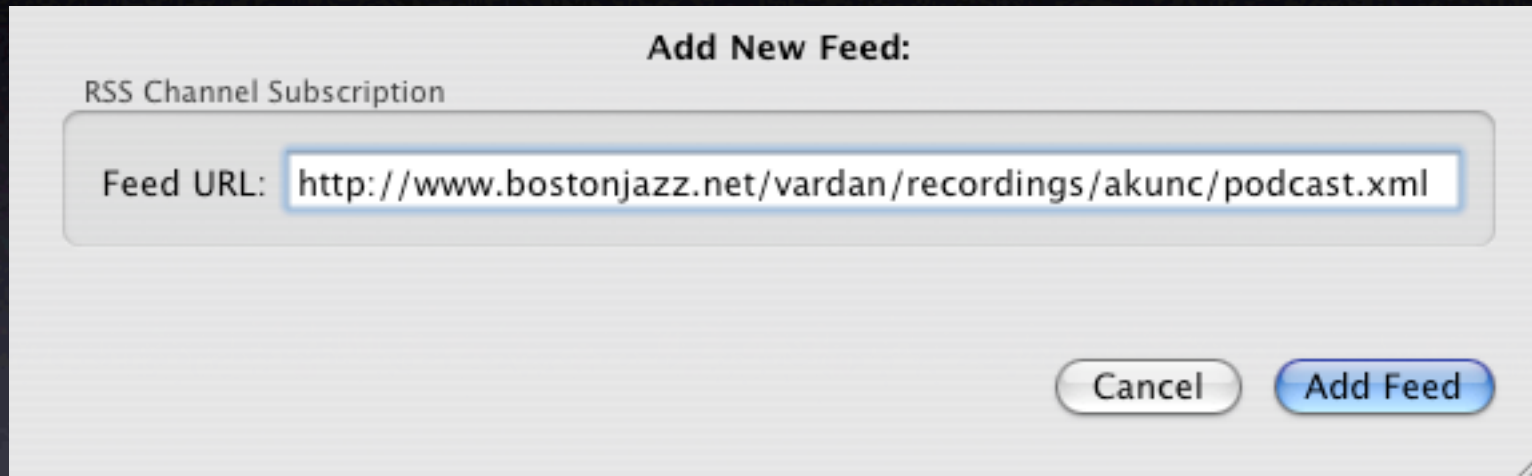 Add New Feed:
RSS Channel Subscription
Feed URL: http://www.bostonjazz.net/vardan/recordings/akunc/podcast.xml
Cancel Add Feed